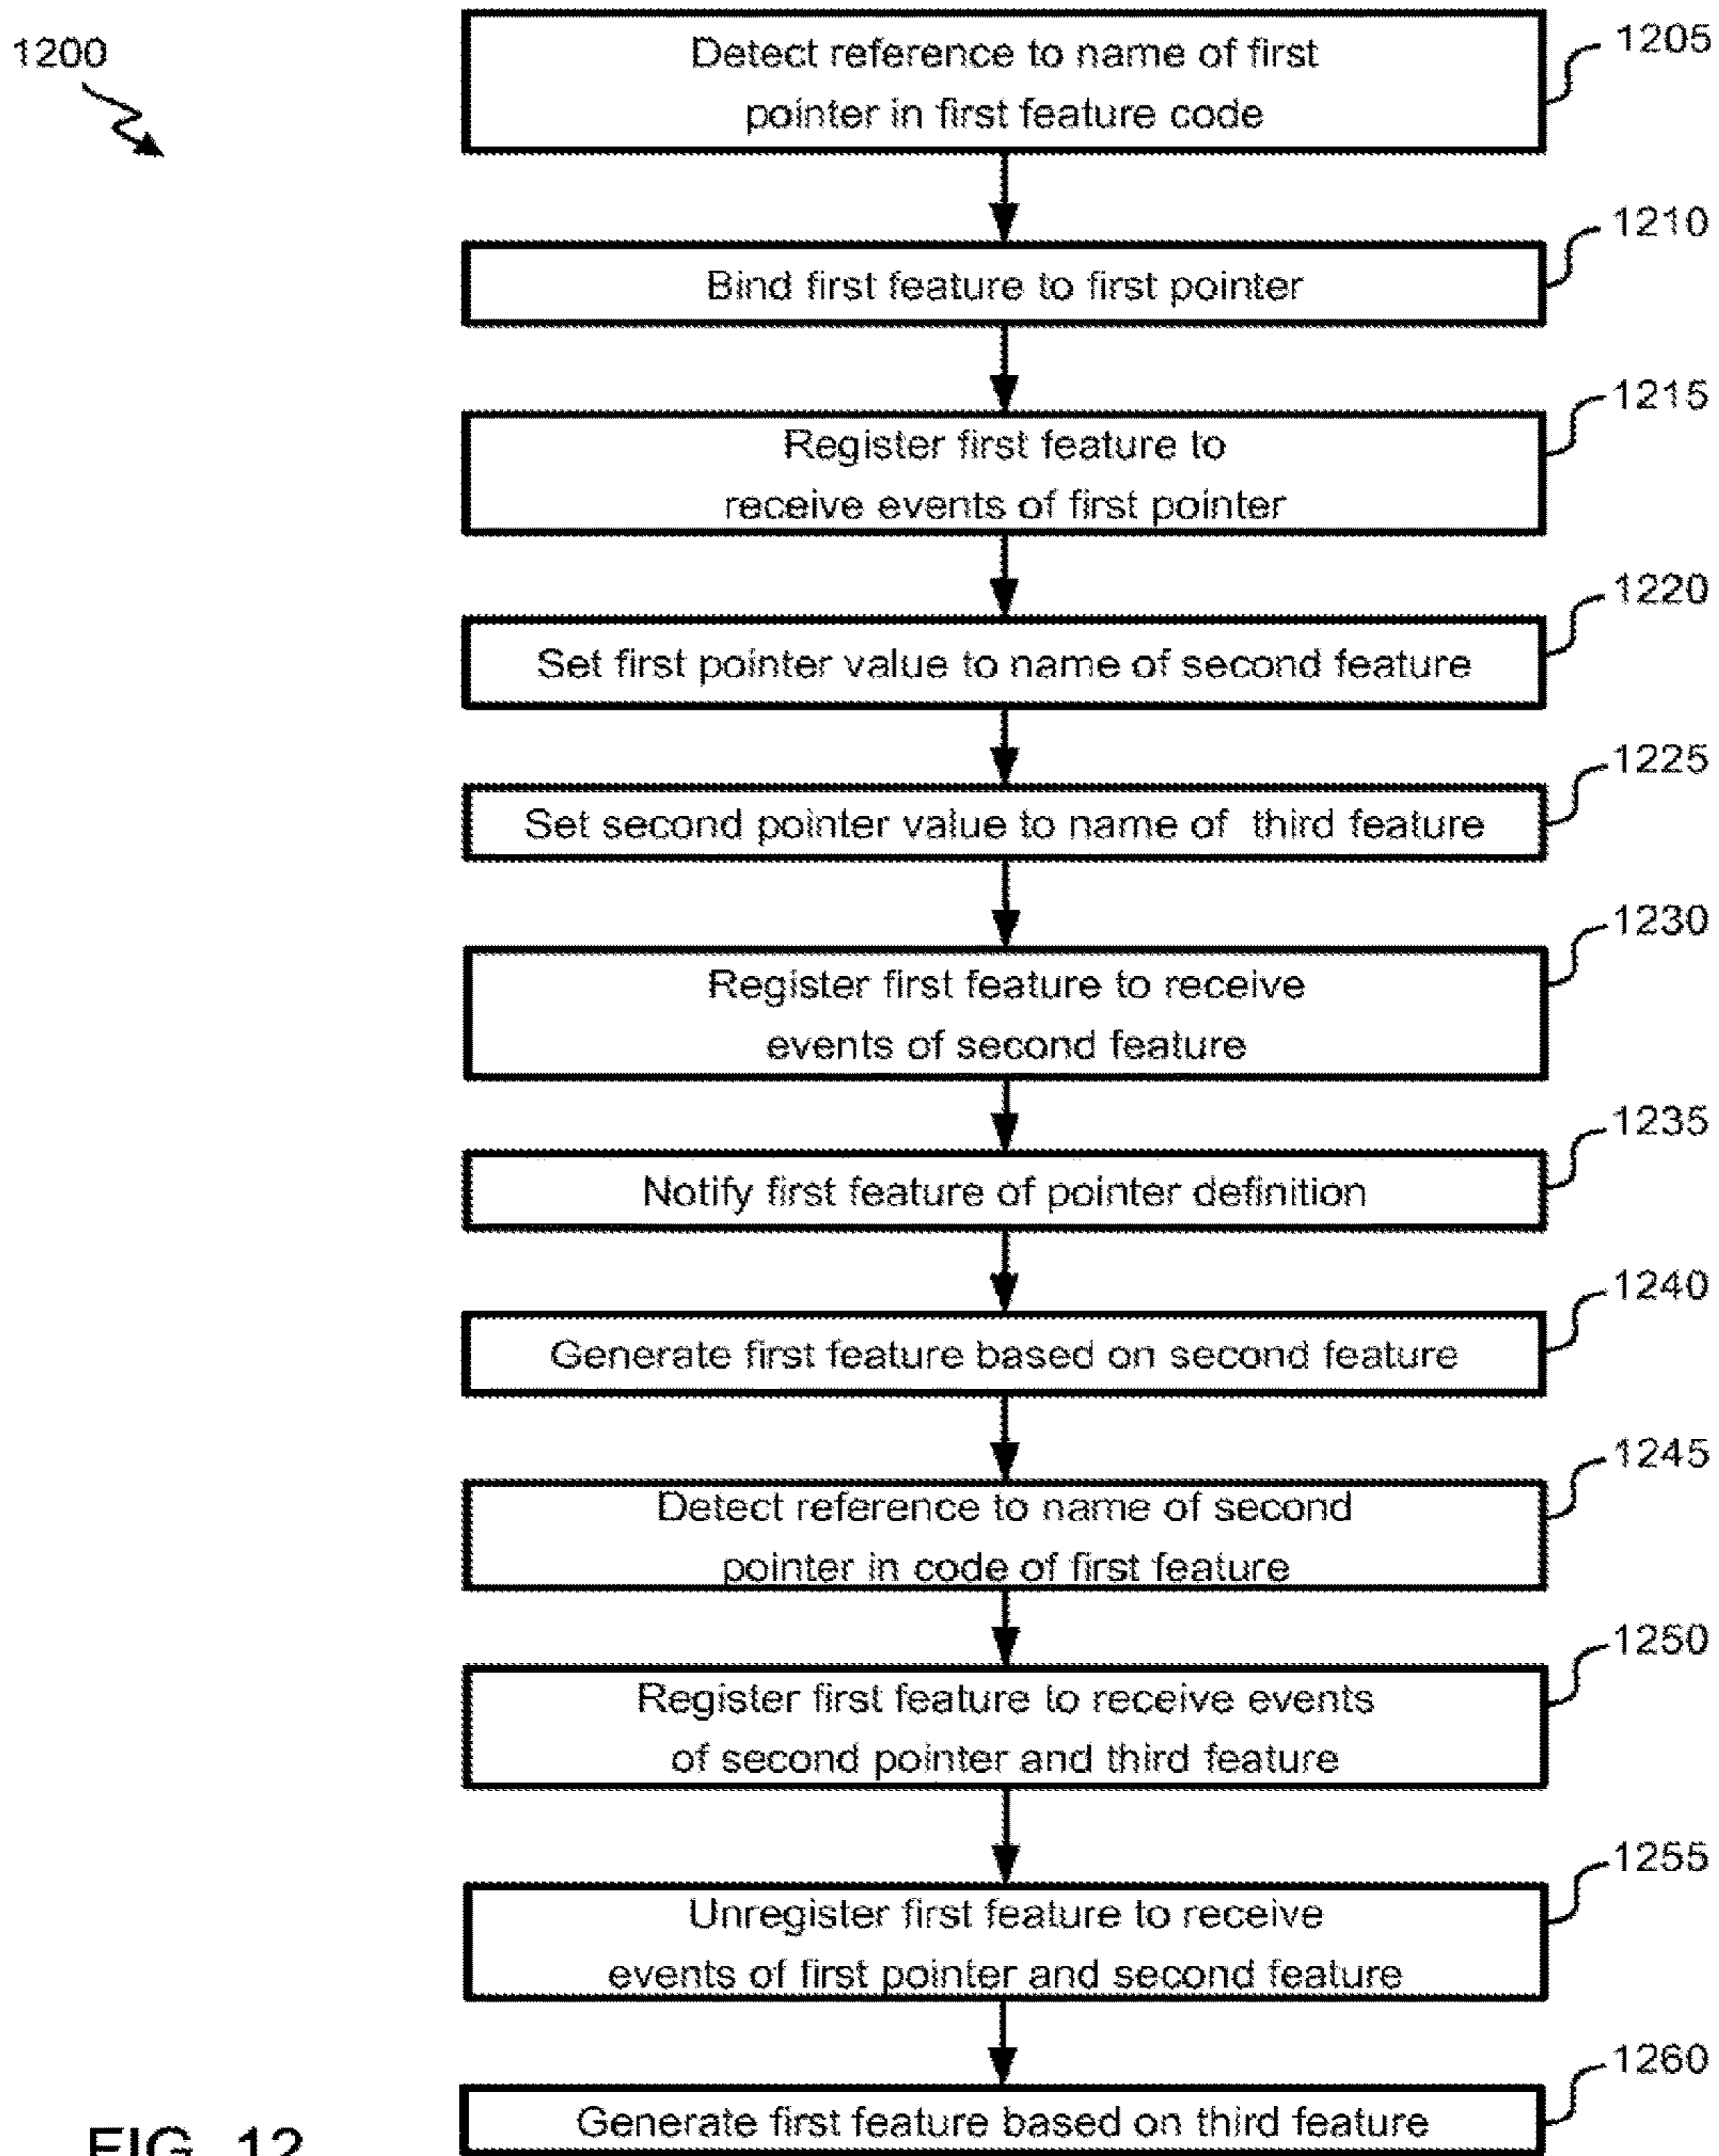 1200
Detect reference to name of first
pointer in first feature code
1205
Bind first feature to first pointer
1210
Register first feature to
receive events of first pointer
1215
Set first pointer value to name of second feature
1220
Set second pointer value to name of third feature
1225
Register first feature to receive
events of second feature
1230
Notify first feature of pointer definition
1235
Generate first feature based on second feature
1240
Detect reference to name of second
pointer in code of first feature
1245
Register first feature to receive events
of second pointer and third feature
1250
Unregister first feature to receive
events of first pointer and second feature
1255
Generate first feature based on third feature
1260
FIG. 12